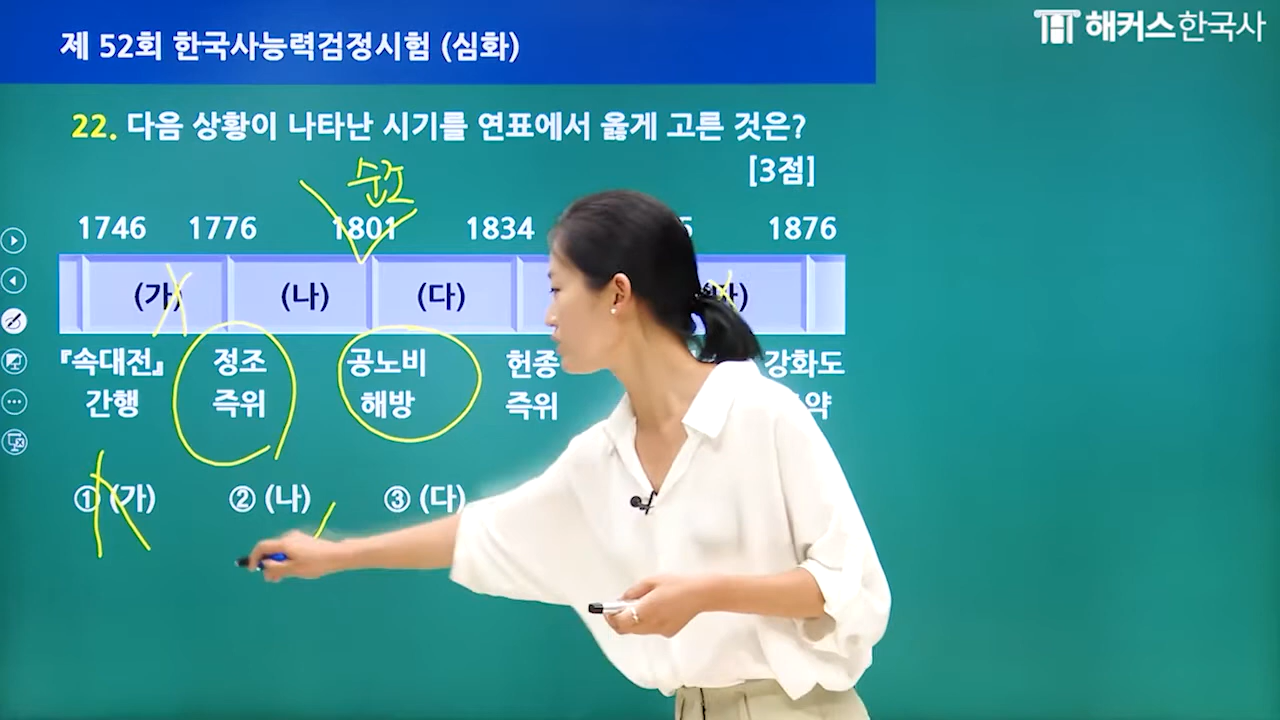 제 52회 한국사능력검정시험 (심화)
해커스한국사
22. 다음 상황이 나타난 시기를 연표에서 옳게 고른 것은?
[3점]
순조
1746 1776 1801 1834 5 1876
(가) (나) (다)
『속대전』 정조 공노비 헌종 강화도
간행 즉위 해방 즉위 약
① (가) ② (나) ③ (다)